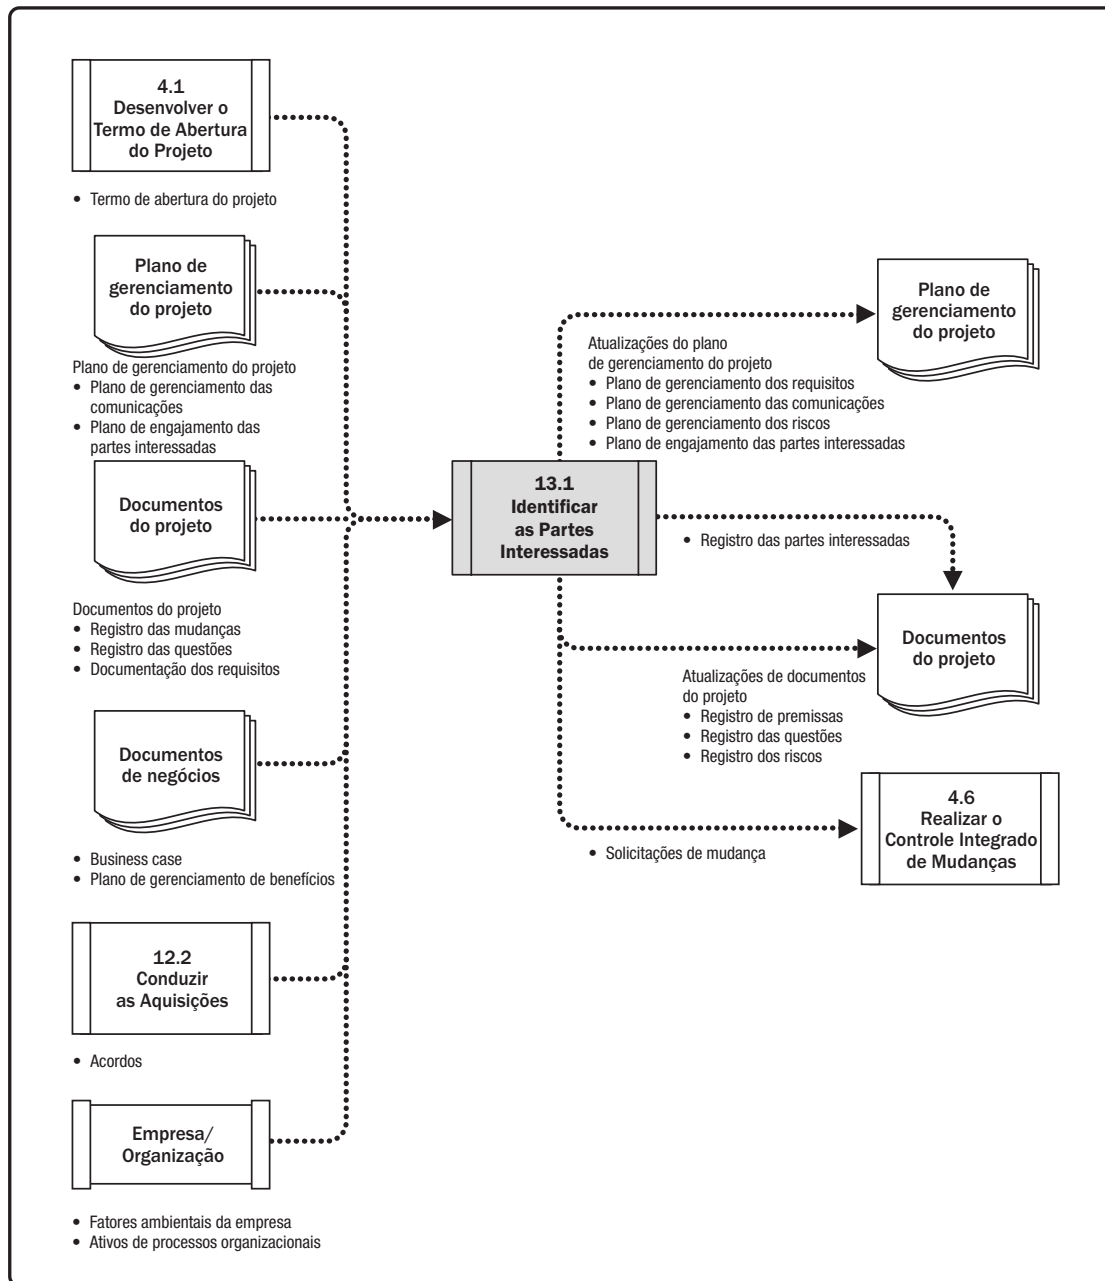 4.1
Desenvolver o
Termo de Abertura
do Projeto
• Termo de abertura do projeto
Plano de
gerenciamento
do projeto
Plano de gerenciamento do projeto
• Plano de gerenciamento das
comunicações
• Plano de engajamento das
partes interessadas
Documentos
do projeto
Documentos do projeto
• Registro das mudanças
• Registro das questões
• Documentação dos requisitos
Documentos
de negócios
• Business case
• Plano de gerenciamento de benefícios
12.2
Conduzir
as Aquisições
• Acordos
Empresa/
Organização
• Fatores ambientais da empresa
• Ativos de processos organizacionais
13.1
Identificar
as Partes
Interessadas
Atualizações do plano
de gerenciamento do projeto
• Plano de gerenciamento dos requisitos
• Plano de gerenciamento das comunicações
• Plano de gerenciamento dos riscos
• Plano de engajamento das partes interessadas
Plano de
gerenciamento
do projeto
• Registro das partes interessadas
Documentos
do projeto
Atualizações de documentos
do projeto
• Registro de premissas
• Registro das questões
• Registro dos riscos
• Solicitações de mudança
4.6
Realizar o
Controle Integrado
de Mudanças